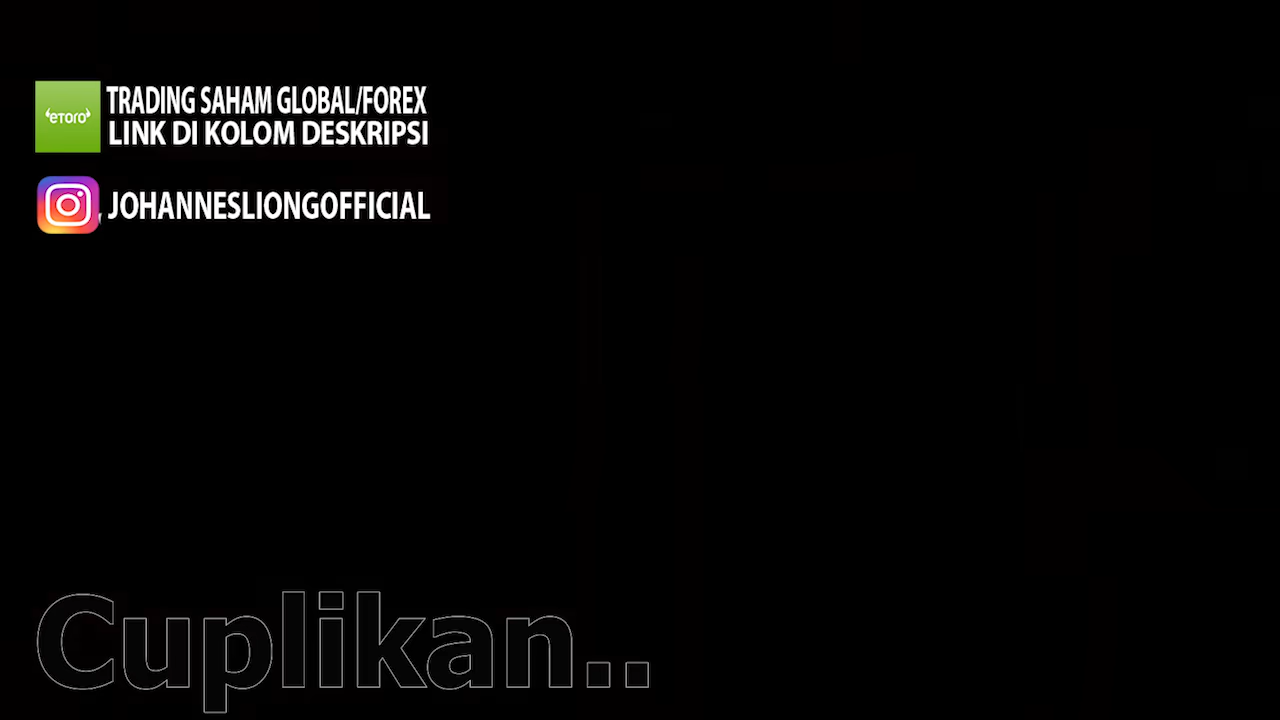 eToro
TRADING SAHAM GLOBAL/FOREX
LINK DI KOLOM DESKRIPSI
JOHANNESLIONGOFFICIAL
Cuplikan..